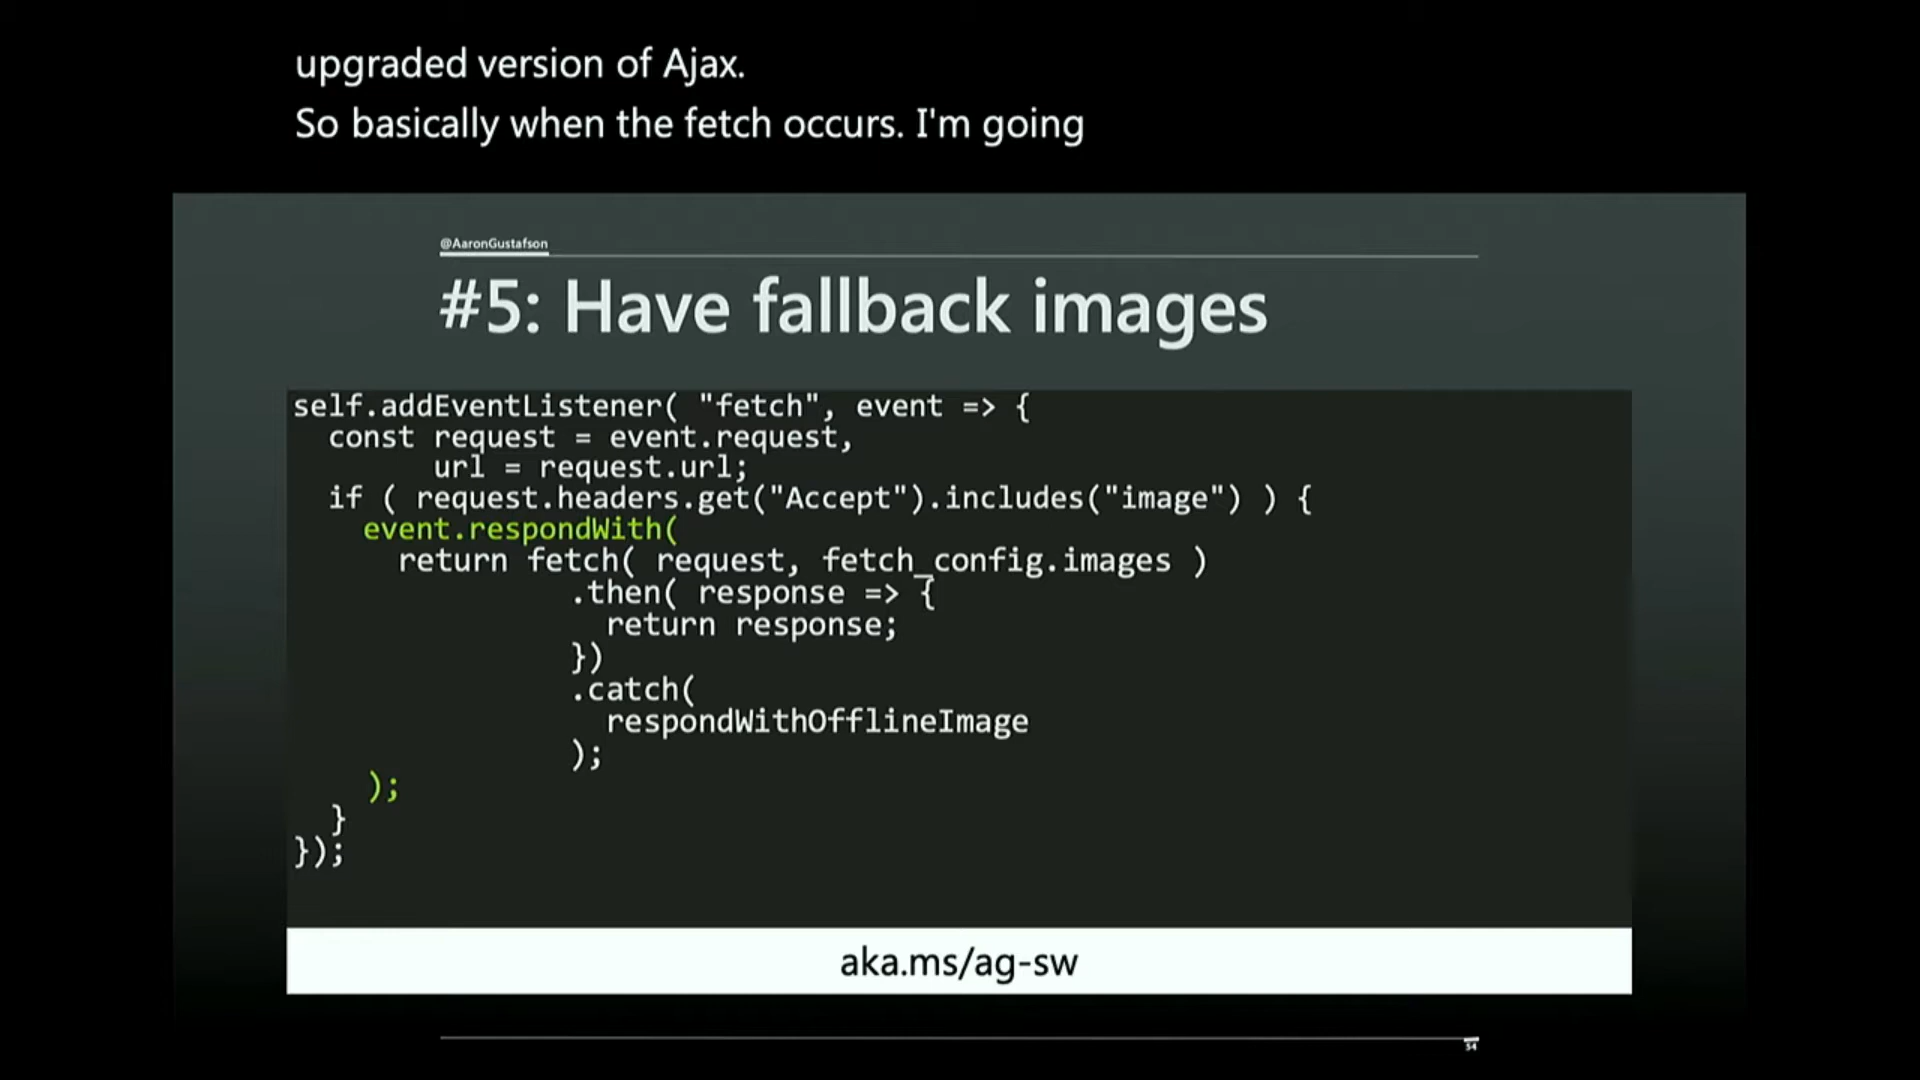 upgraded version of Ajax.
So basically when the fetch occurs. I'm going
@AaronGustafson
#5: Have fallback images
self.addEventListener( "fetch", event => {
  const request = event.request,
        url = request.url;
  if ( request.headers.get("Accept").includes("image") ) {
    event.respondWith(
      return fetch( request, fetch_config.images )
                .then( response => {
                  return response;
                })
                .catch(
                  respondWithOfflineImage
                );
    );
  }
});
aka.ms/ag-sw
54